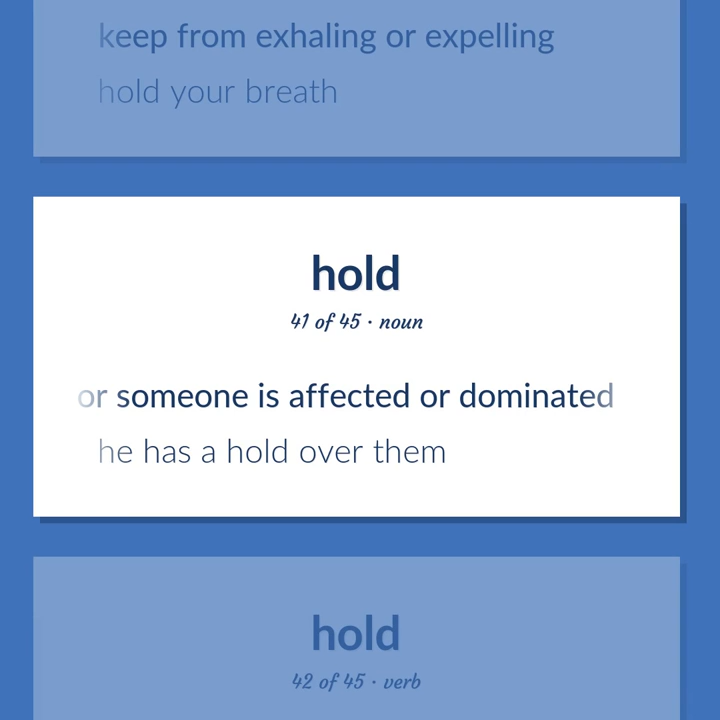 keep from exhaling or expelling
hold your breath
hold
41 of 45 · noun
or someone is affected or dominated
he has a hold over them
hold
42 of 45 · verb